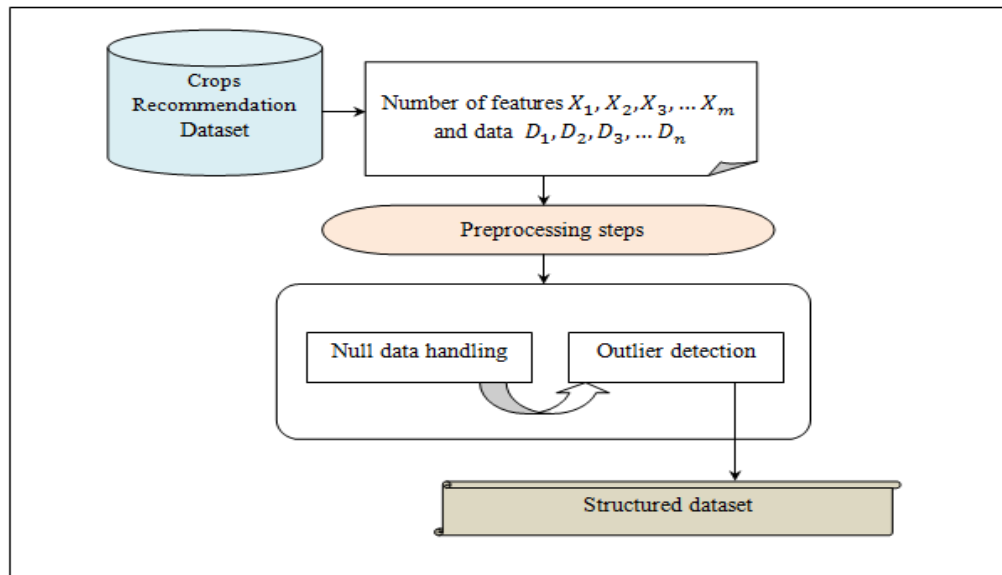 Crops
Recommendation
Dataset
Number of features X₁, X₂,X₃, … Xₘ
and data D₁, D₂, D₃, … Dₙ
Preprocessing steps
Null data handling
Outlier detection
Structured dataset